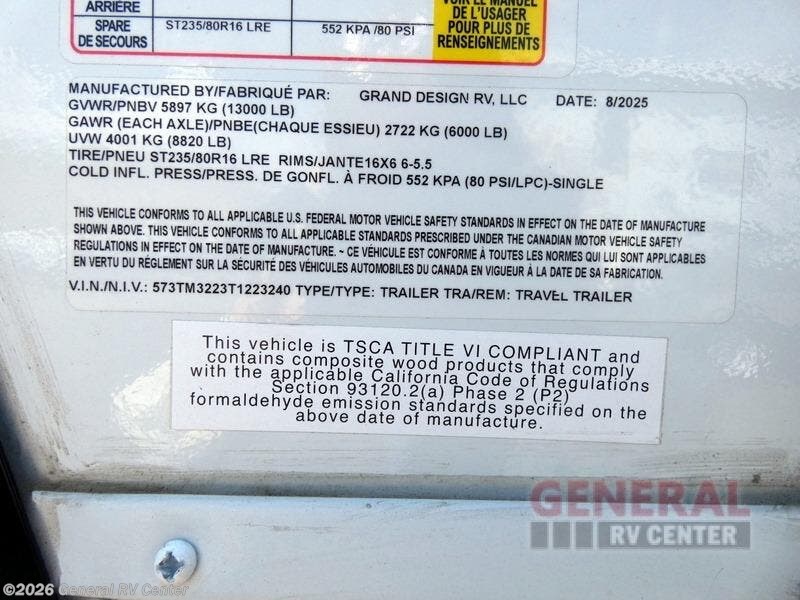 ARRIÈRE
SPARE ST235/80R16 LRE 552 KPA /80 PSI
DE SECOURS
VOIR LE MANUEL
DE L'USAGER
POUR PLUS DE
RENSEIGNEMENTS
MANUFACTURED BY/FABRIQUÉ PAR: GRAND DESIGN RV, LLC DATE: 8/2025
GVWR/PNBV 5897 KG (13000 LB)
GAWR (EACH AXLE)/PNBE(CHAQUE ESSIEU) 2722 KG (6000 LB)
UVW 4001 KG (8820 LB)
TIRE/PNEU ST235/80R16 LRE RIMS/JANTE16X6 6-5.5
COLD INFL. PRESS/PRESS. DE GONFL. À FROID 552 KPA (80 PSI/LPC)-SINGLE
THIS VEHICLE CONFORMS TO ALL APPLICABLE U.S. FEDERAL MOTOR VEHICLE SAFETY STANDARDS IN EFFECT ON THE DATE OF MANUFACTURE
SHOWN ABOVE. THIS VEHICLE CONFORMS TO ALL APPLICABLE STANDARDS PRESCRIBED UNDER THE CANADIAN MOTOR VEHICLE SAFETY
REGULATIONS IN EFFECT ON THE DATE OF MANUFACTURE. ~ CE VÉHICULE EST CONFORME À TOUTES LES NORMES QUI LUI SONT APPLICABLES
EN VERTU DU RÉGLEMENT SUR LA SÉCURITÉ DES VÉHICULES AUTOMOBILES DU CANADA EN VIGUEUR À LA DATE DE SA FABRICATION.
V.I.N./N.I.V.: 573TM3223T1223240 TYPE/TYPE: TRAILER TRA/REM: TRAVEL TRAILER
This vehicle is TSCA TITLE VI COMPLIANT and
contains composite wood products that comply
with the applicable California Code of Regulations
Section 93120.2(a) Phase 2 (P2)
formaldehyde emission standards specified on the
above date of manufacture.
GENERAL
RV CENTER
©2026 General RV Center